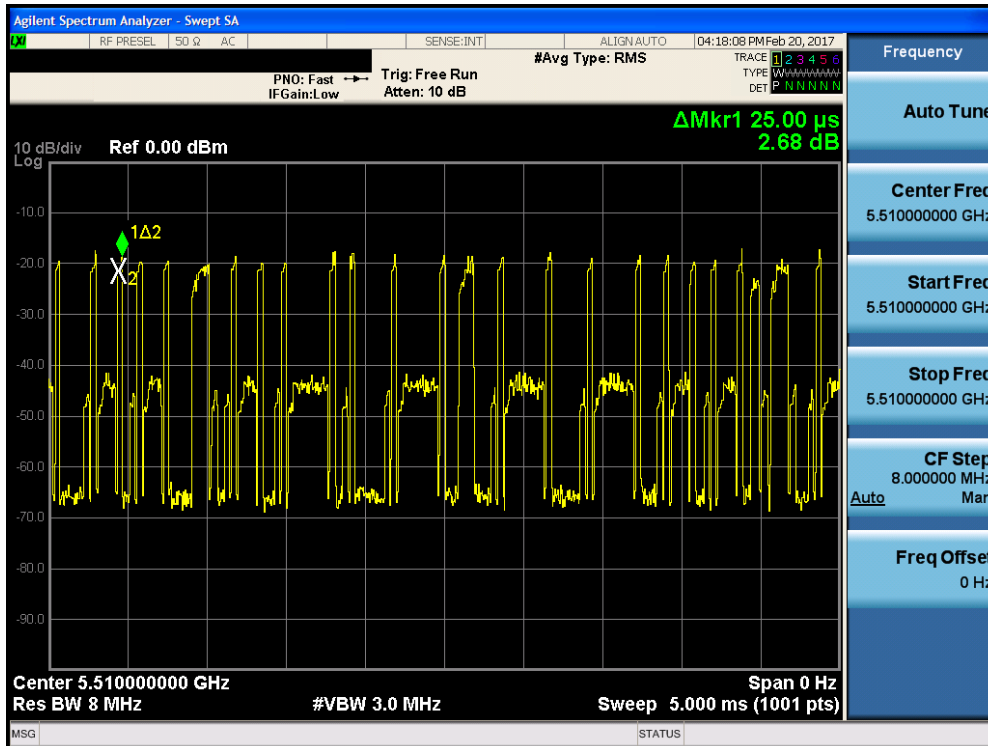 Agilent Spectrum Analyzer - Swept SA
LXI RF PRESEL 50 Ω AC SENSE:INT ALIGN AUTO 04:18:08 PM Feb 20, 2017
#Avg Type: RMS
TRACE 1 2 3 4 5 6
TYPE W
DET P N N N N N
PNO: Fast
IFGain:Low
Trig: Free Run
Atten: 10 dB
Frequency
Auto Tune
Center Freq
5.510000000 GHz
Start Freq
5.510000000 GHz
Stop Freq
5.510000000 GHz
CF Step
8.000000 MHz
Auto Man
Freq Offset
0 Hz
ΔMkr1 25.00 µs
2.68 dB
10 dB/div Ref 0.00 dBm
Log
-10.0
-20.0
-30.0
-40.0
-50.0
-60.0
-70.0
-80.0
-90.0
1Δ2
X2
Center 5.510000000 GHz Span 0 Hz
Res BW 8 MHz #VBW 3.0 MHz Sweep 5.000 ms (1001 pts)
MSG STATUS